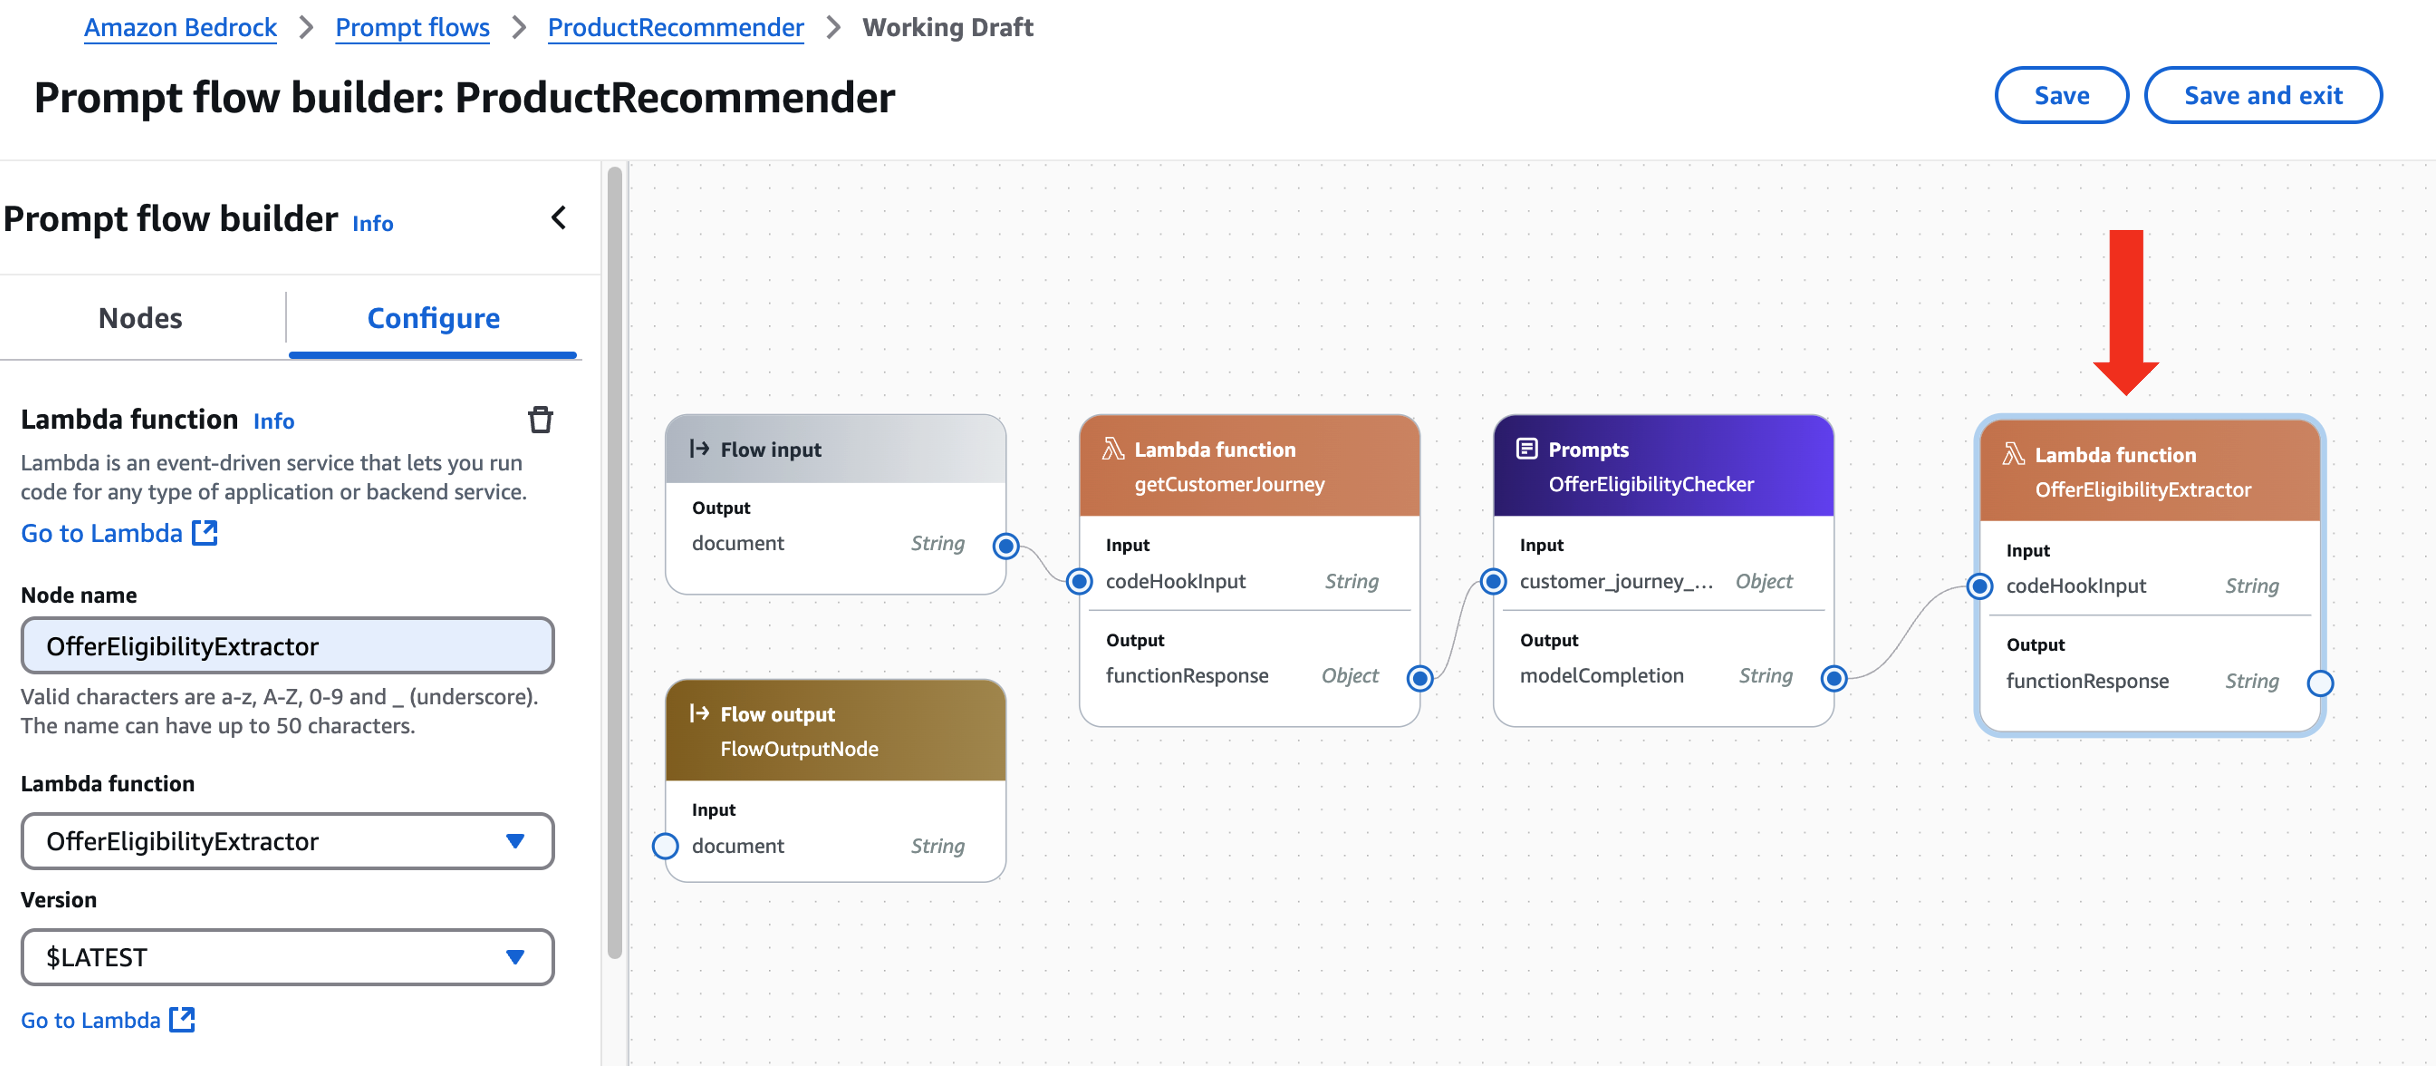 Amazon Bedrock > Prompt flows > ProductRecommender > Working Draft
Prompt flow builder: ProductRecommender
Save
Save and exit
Prompt flow builder Info
Nodes
Configure
Lambda function Info
Lambda is an event-driven service that lets you run
code for any type of application or backend service.
Go to Lambda
Node name
OfferEligibilityExtractor
Valid characters are a-z, A-Z, 0-9 and _ (underscore).
The name can have up to 50 characters.
Lambda function
OfferEligibilityExtractor
Version
$LATEST
Go to Lambda
Flow input
Output
document String
Flow output
FlowOutputNode
Input
document String
Lambda function
getCustomerJourney
Input
codeHookInput String
Output
functionResponse Object
Prompts
OfferEligibilityChecker
Input
customer_journey_... Object
Output
modelCompletion String
Lambda function
OfferEligibilityExtractor
Input
codeHookInput String
Output
functionResponse String